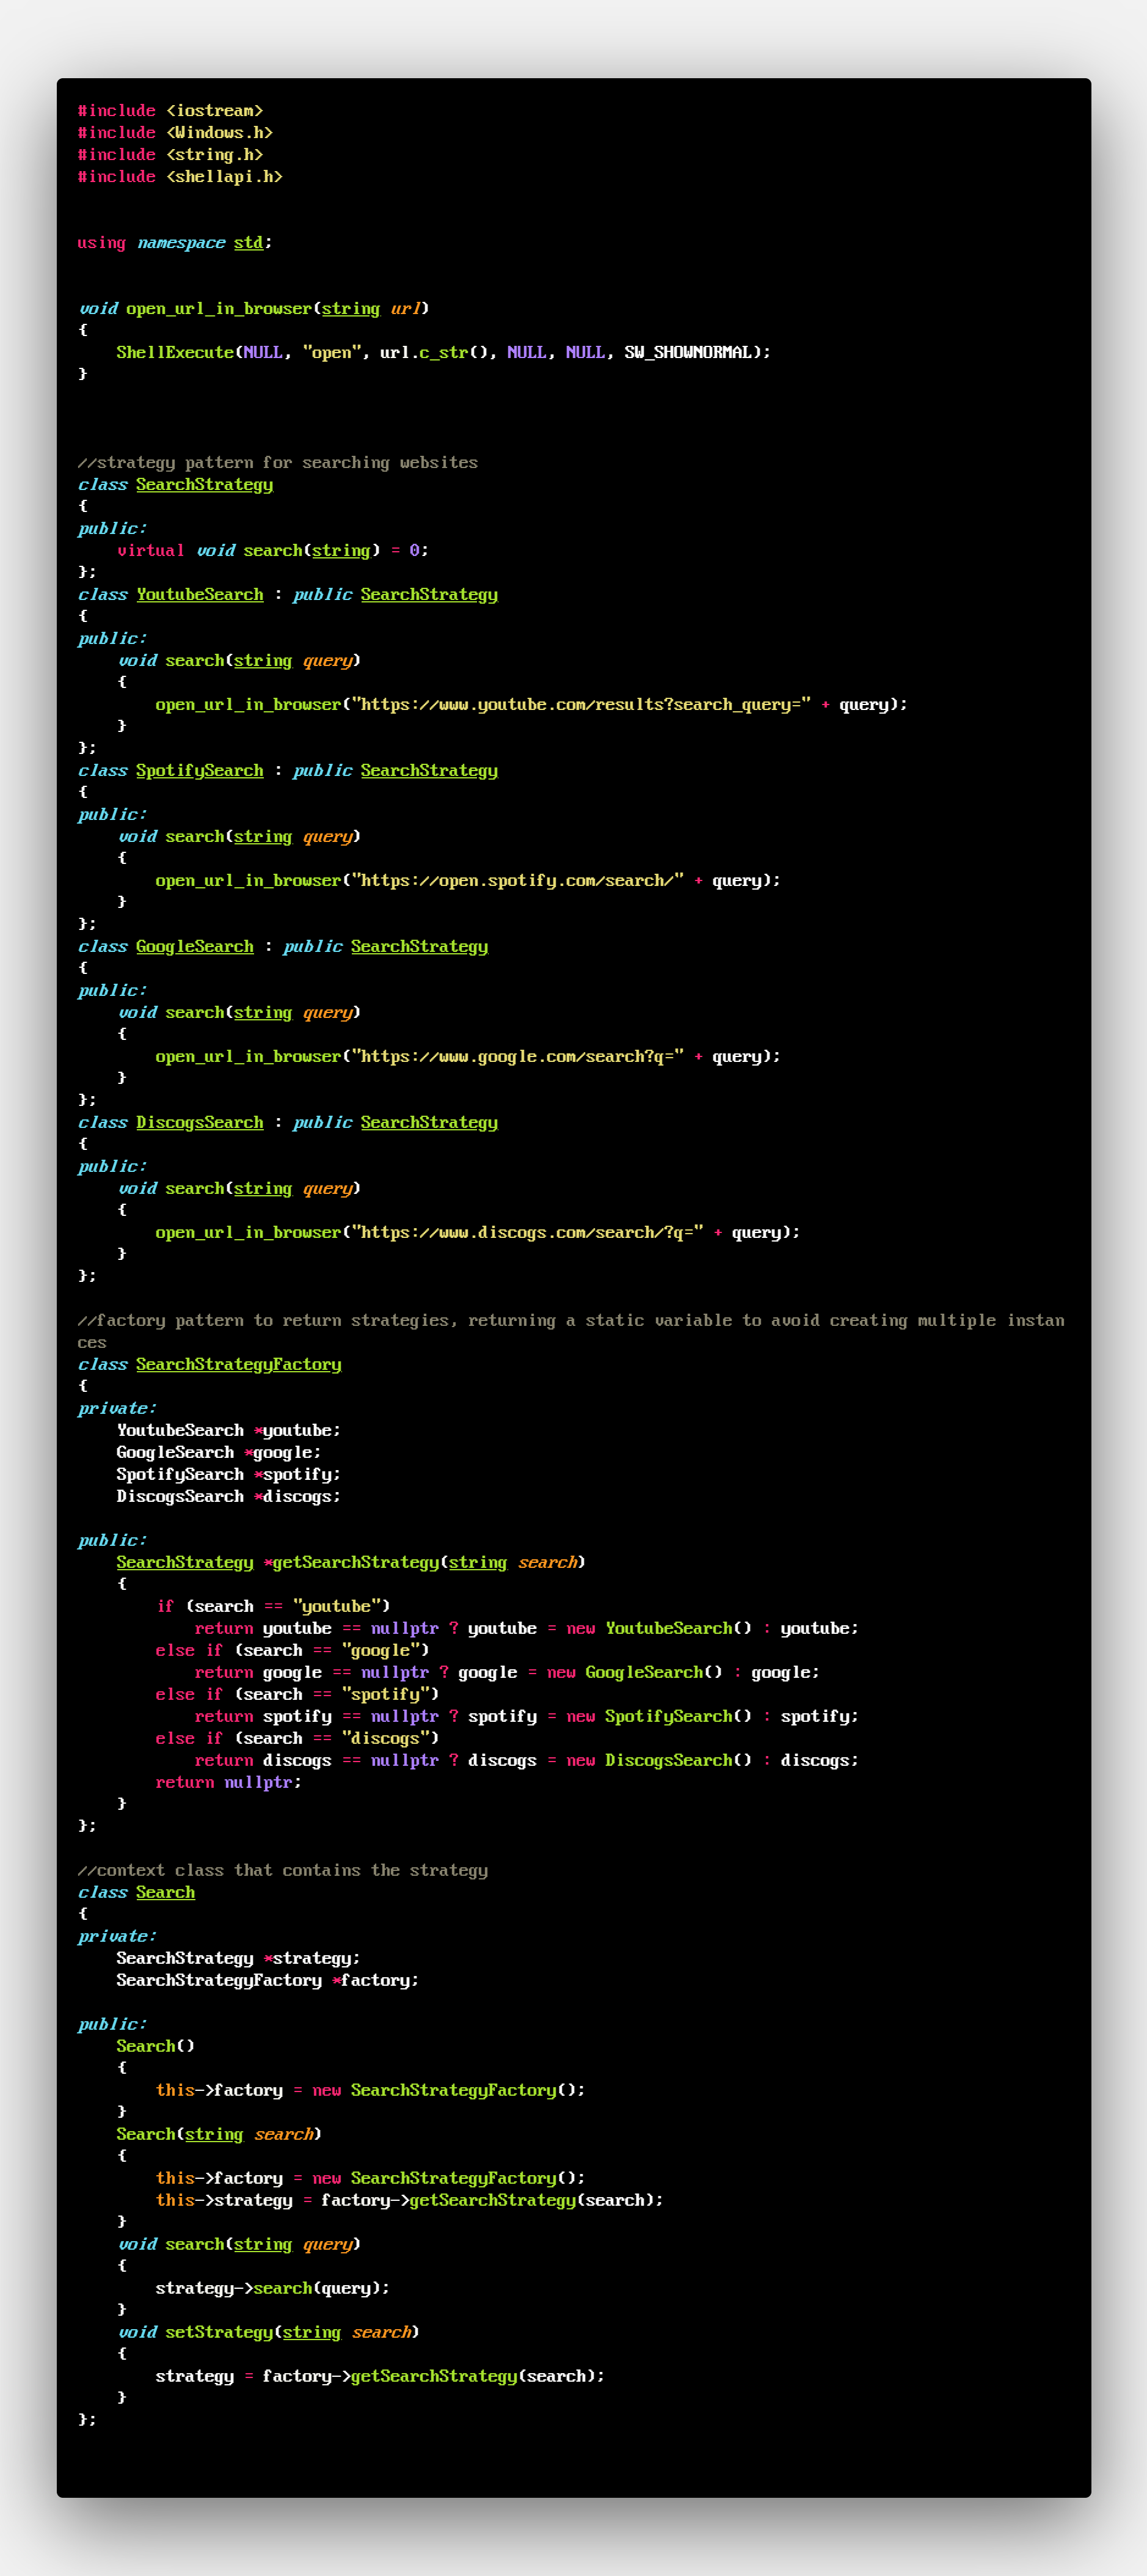 #include <iostream>
#include <Windows.h>
#include <string.h>
#include <shellapi.h>
using namespace std;
void open_url_in_browser(string url)
{
    ShellExecute(NULL, "open", url.c_str(), NULL, NULL, SW_SHOWNORMAL);
}
//strategy pattern for searching websites
class SearchStrategy
{
public:
    virtual void search(string) = 0;
};
class YoutubeSearch : public SearchStrategy
{
public:
    void search(string query)
    {
        open_url_in_browser("https://www.youtube.com/results?search_query=" + query);
    }
};
class SpotifySearch : public SearchStrategy
{
public:
    void search(string query)
    {
        open_url_in_browser("https://open.spotify.com/search/" + query);
    }
};
class GoogleSearch : public SearchStrategy
{
public:
    void search(string query)
    {
        open_url_in_browser("https://www.google.com/search?q=" + query);
    }
};
class DiscogsSearch : public SearchStrategy
{
public:
    void search(string query)
    {
        open_url_in_browser("https://www.discogs.com/search/?q=" + query);
    }
};
//factory pattern to return strategies, returning a static variable to avoid creating multiple instan
ces
class SearchStrategyFactory
{
private:
    YoutubeSearch *youtube;
    GoogleSearch *google;
    SpotifySearch *spotify;
    DiscogsSearch *discogs;
public:
    SearchStrategy *getSearchStrategy(string search)
    {
        if (search == "youtube")
            return youtube == nullptr ? youtube = new YoutubeSearch() : youtube;
        else if (search == "google")
            return google == nullptr ? google = new GoogleSearch() : google;
        else if (search == "spotify")
            return spotify == nullptr ? spotify = new SpotifySearch() : spotify;
        else if (search == "discogs")
            return discogs == nullptr ? discogs = new DiscogsSearch() : discogs;
        return nullptr;
    }
};
//context class that contains the strategy
class Search
{
private:
    SearchStrategy *strategy;
    SearchStrategyFactory *factory;
public:
    Search()
    {
        this->factory = new SearchStrategyFactory();
    }
    Search(string search)
    {
        this->factory = new SearchStrategyFactory();
        this->strategy = factory->getSearchStrategy(search);
    }
    void search(string query)
    {
        strategy->search(query);
    }
    void setStrategy(string search)
    {
        strategy = factory->getSearchStrategy(search);
    }
};